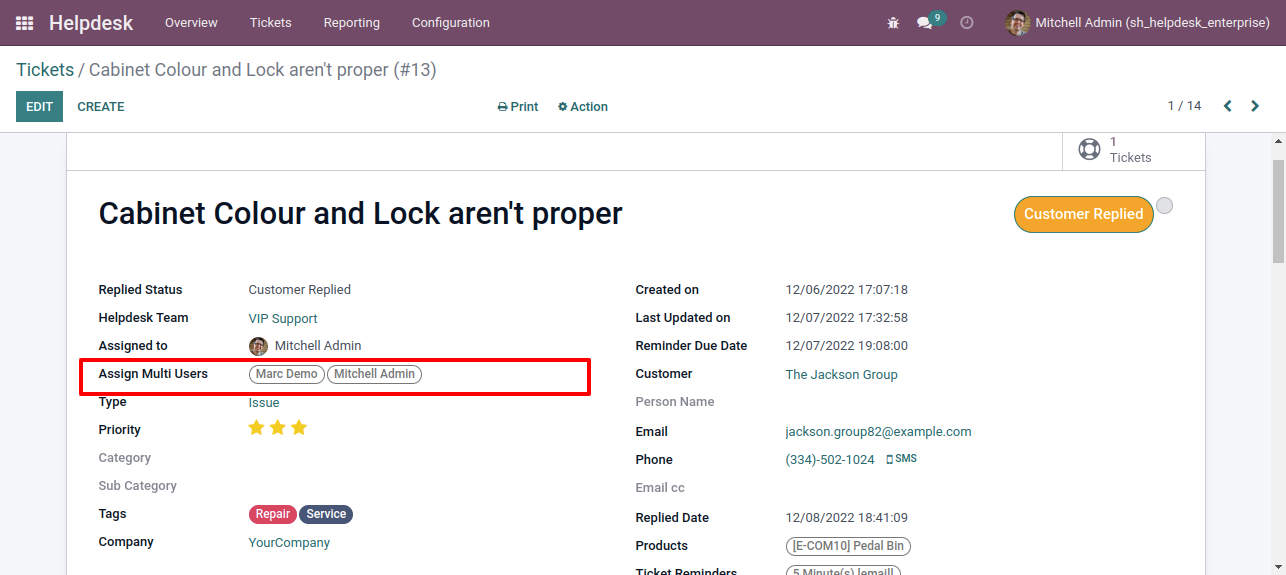 Helpdesk Overview Tickets Reporting Configuration 9 Mitchell Admin (sh_helpdesk_enterprise)
Tickets / Cabinet Colour and Lock aren't proper (#13)
EDIT CREATE Print Action 1 / 14
1
Tickets
Cabinet Colour and Lock aren't proper
Customer Replied
Replied Status Customer Replied
Helpdesk Team VIP Support
Assigned to Mitchell Admin
Assign Multi Users Marc Demo Mitchell Admin
Type Issue
Priority
Category
Sub Category
Tags Repair Service
Company YourCompany
Created on 12/06/2022 17:07:18
Last Updated on 12/07/2022 17:32:58
Reminder Due Date 12/07/2022 19:08:00
Customer The Jackson Group
Person Name
Email jackson.group82@example.com
Phone (334)-502-1024 SMS
Email cc
Replied Date 12/08/2022 18:41:09
Products [E-COM10] Pedal Bin
Ticket Reminders 5 Minute(s) [email]